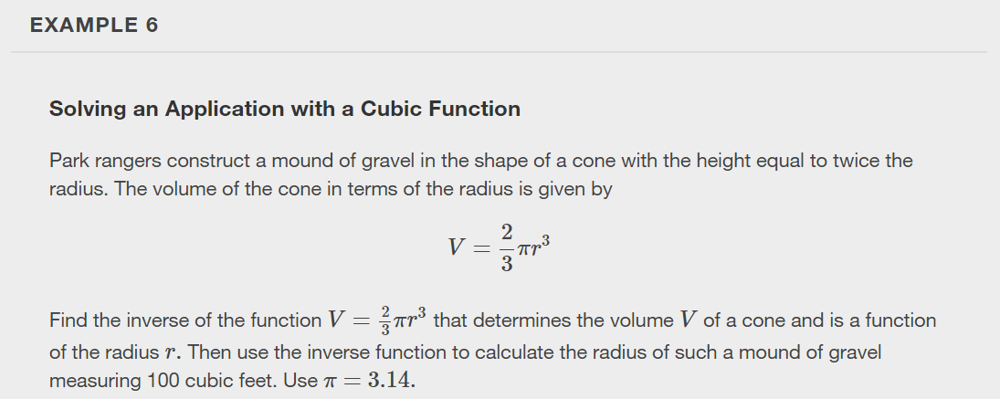 EXAMPLE 6
Solving an Application with a Cubic Function
Park rangers construct a mound of gravel in the shape of a cone with the height equal to twice the
radius. The volume of the cone in terms of the radius is given by
V = \frac{2}{3}πr^3
Find the inverse of the function V = \frac{2}{3}πr^3 that determines the volume V of a cone and is a function
of the radius r. Then use the inverse function to calculate the radius of such a mound of gravel
measuring 100 cubic feet. Use π = 3.14.